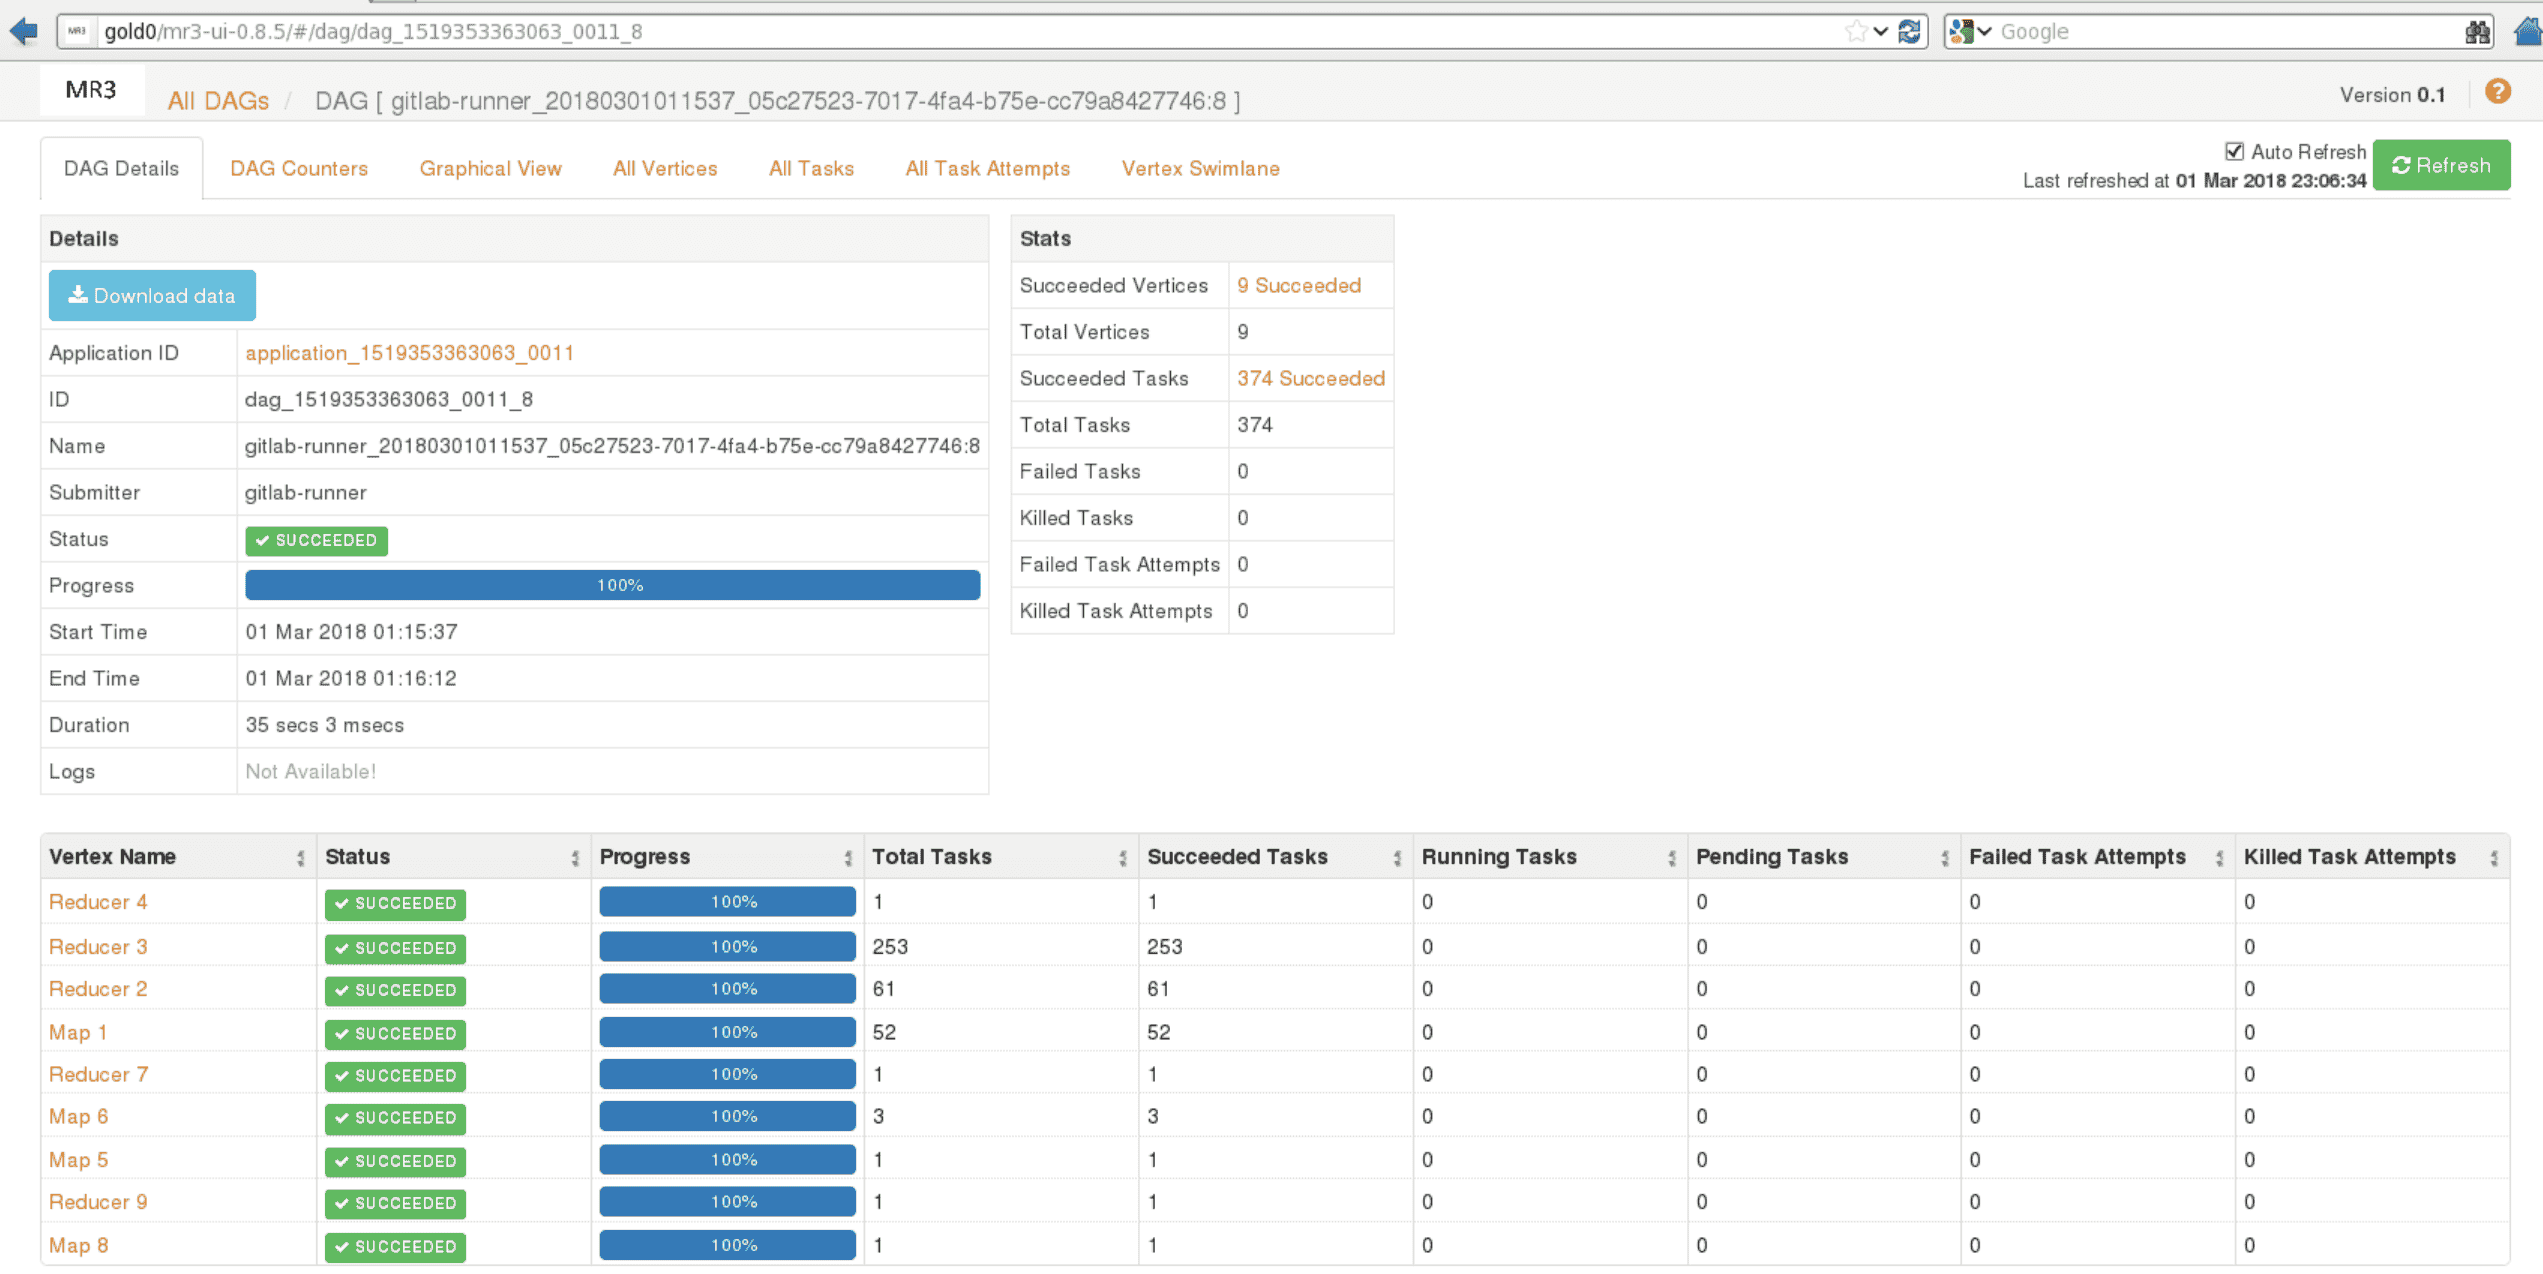 MR3 gold0/mr3-ui-0.8.5/#/dag/dag_1519353363063_0011_8 Google
MR3 All DAGs / DAG [ gitlab-runner_20180301011537_05c27523-7017-4fa4-b75e-cc79a8427746:8 ] Version 0.1 ?
DAG Details DAG Counters Graphical View All Vertices All Tasks All Task Attempts Vertex Swimlane
Auto Refresh
Last refreshed at 01 Mar 2018 23:06:34
Refresh
Details
Download data
Application ID application_1519353363063_0011
ID dag_1519353363063_0011_8
Name gitlab-runner_20180301011537_05c27523-7017-4fa4-b75e-cc79a8427746:8
Submitter gitlab-runner
Status SUCCEEDED
Progress 100%
Start Time 01 Mar 2018 01:15:37
End Time 01 Mar 2018 01:16:12
Duration 35 secs 3 msecs
Logs Not Available!
Stats
Succeeded Vertices 9 Succeeded
Total Vertices 9
Succeeded Tasks 374 Succeeded
Total Tasks 374
Failed Tasks 0
Killed Tasks 0
Failed Task Attempts 0
Killed Task Attempts 0
Vertex Name Status Progress Total Tasks Succeeded Tasks Running Tasks Pending Tasks Failed Task Attempts Killed Task Attempts
Reducer 4 SUCCEEDED 100% 1 1 0 0 0 0
Reducer 3 SUCCEEDED 100% 253 253 0 0 0 0
Reducer 2 SUCCEEDED 100% 61 61 0 0 0 0
Map 1 SUCCEEDED 100% 52 52 0 0 0 0
Reducer 7 SUCCEEDED 100% 1 1 0 0 0 0
Map 6 SUCCEEDED 100% 3 3 0 0 0 0
Map 5 SUCCEEDED 100% 1 1 0 0 0 0
Reducer 9 SUCCEEDED 100% 1 1 0 0 0 0
Map 8 SUCCEEDED 100% 1 1 0 0 0 0